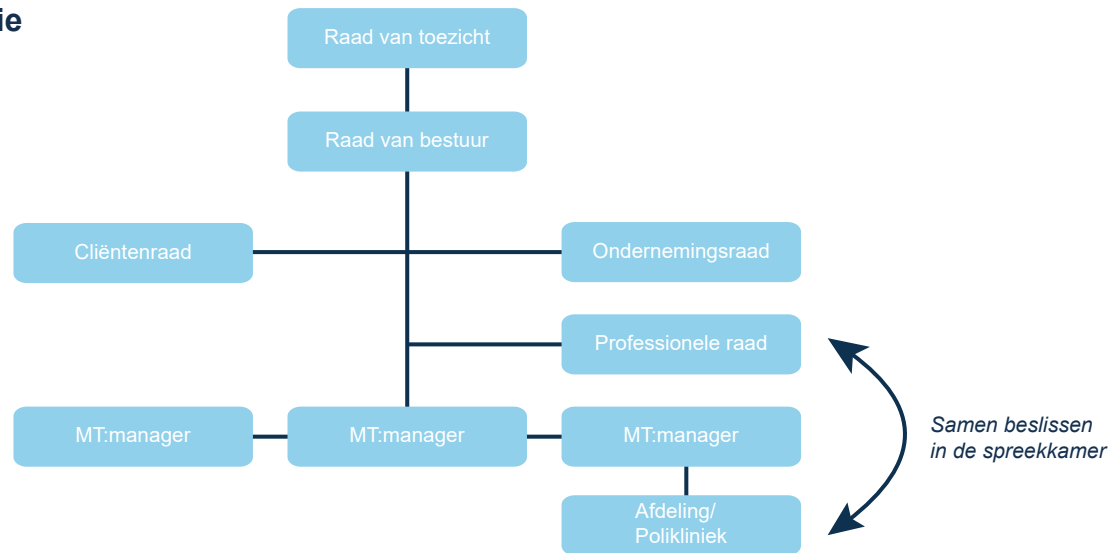 ie
Raad van toezicht
Raad van bestuur
Cliëntenraad
Ondernemingsraad
Professionele raad
MT:manager
MT:manager
MT:manager
Samen beslissen
in de spreekkamer
Afdeling/
Polikliniek